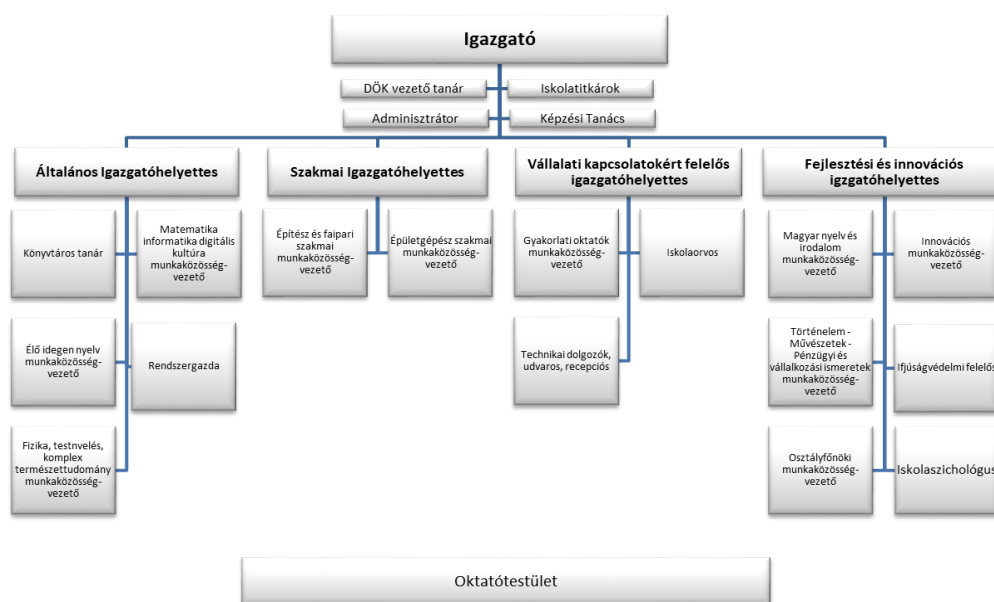 Igazgató
DÖK vezető tanár
Iskolatitkárok
Adminisztrátor
Képzési Tanács
Általános Igazgatóhelyettes
Szakmai Igazgatóhelyettes
Vállalati kapcsolatokért felelős
igazgatóhelyettes
Fejlesztési és innovációs
igzgatóhelyettes
Könyvtáros tanár
Matematika
informatika digitális
kultúra
munkaközösség-
vezető
Építész és faipari
szakmai
munkaközösség-
vezető
Épületgépész szakmai
munkaközösség-
vezető
Gyakorlati oktatók
munkaközösség-
vezető
Iskolaorvos
Magyar nyelv és
irodalom
munkaközösség-
vezető
Innovációs
munkaközösség-
vezető
Élő idegen nyelv
munkaközösség-
vezető
Rendszergazda
Technikai dolgozók,
udvaros, recepciós
Történelem -
Művészetek -
Pénzügyi és
vállalkozási ismeretek
munkaközösség-
vezető
Ifjúságvédelmi felelős
Fizika, testnvelés,
komplex
természettudomány
munkaközösség-
vezető
Osztályfőnöki
munkaközösség-
vezető
Iskolaszichológus
Oktatótestület